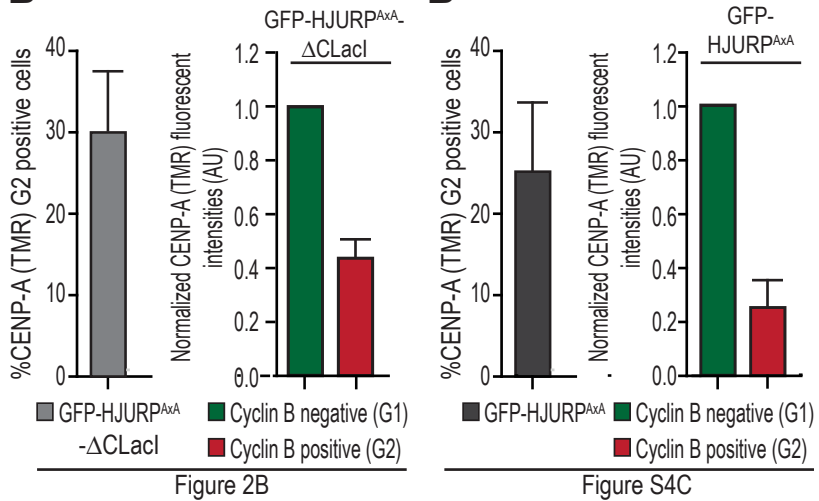 B
%CENP-A (TMR) G2 positive cells
40
30
20
10
0
GFP-HJURPᴬˣᴬ
-ΔCLacI
GFP-HJURPᴬˣᴬ-
ΔCLacI
Normalized CENP-A (TMR) fluorescent
intensities (AU)
1.2
1.0
0.8
0.6
0.4
0.2
0.0
Cyclin B negative (G1)
Cyclin B positive (G2)
Figure 2B
B
%CENP-A (TMR) G2 positive cells
40
30
20
10
0
GFP-HJURPᴬˣᴬ
GFP-
HJURPᴬˣᴬ
Normalized CENP-A (TMR) fluorescent
intensities (AU)
1.2
1.0
0.8
0.6
0.4
0.2
0.0
Cyclin B negative (G1)
Cyclin B positive (G2)
Figure S4C